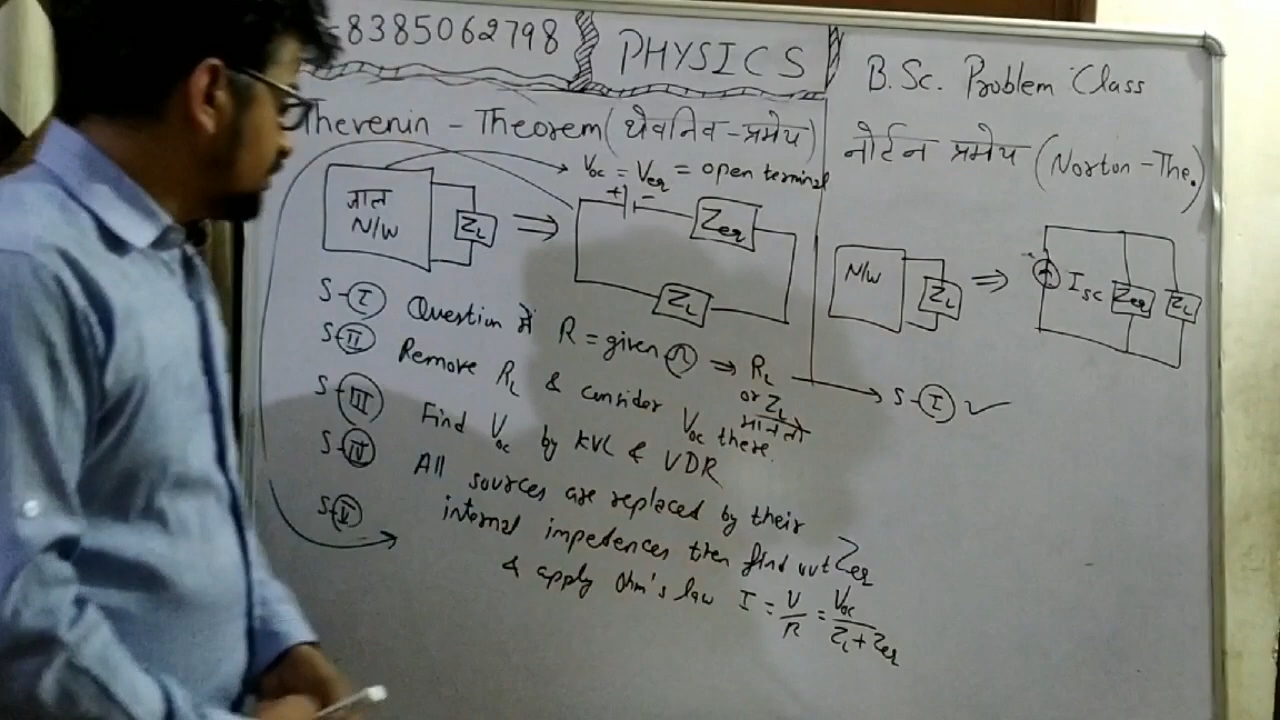 8385062798
PHYSICS
B.Sc. Problem Class
Thevenin - Theorem (थेवनिव - प्रमेय)
नोर्टन प्रमेय (Norton - The.)
Voc = Veq = open terminal
+ -
जाल
N/W
ZL
⇒
Zeq
ZL
N/W
ZL
⇒
Isc
Zeq
ZL
S-I Question में R = given Ω ⇒ RL
or ZL
मान लो
→ S-I ✓
S-II Remove RL & consider Voc there.
S-III Find Voc by KVL & VDR
S-IV All sources are replaced by their
internal impedences then find out Zeq
S-V & apply Ohm's law I = V/R = Voc/ZL+Zeq